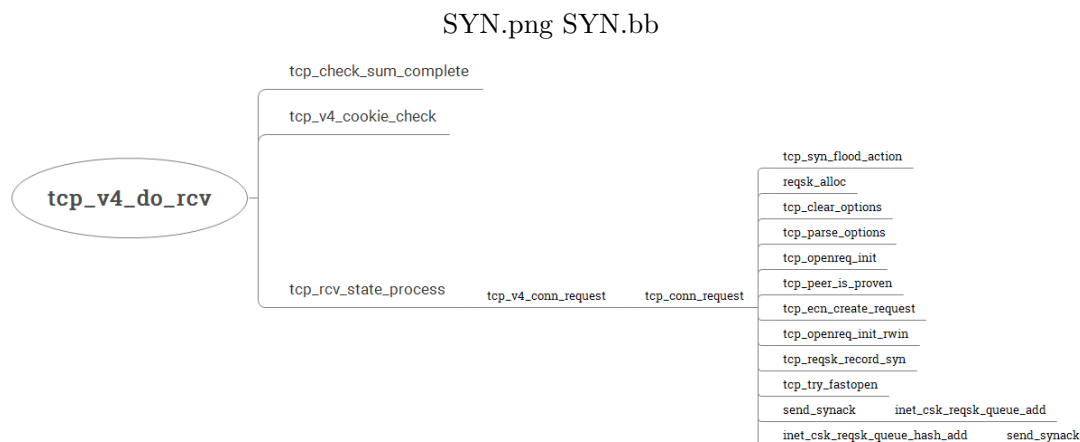 SYN.png SYN.bb
tcp_check_sum_complete
tcp_v4_cookie_check
tcp_v4_do_rcv
tcp_rcv_state_process
tcp_v4_conn_request
tcp_conn_request
tcp_syn_flood_action
reqsk_alloc
tcp_clear_options
tcp_parse_options
tcp_openreq_init
tcp_peer_is_proven
tcp_ecn_create_request
tcp_openreq_init_rwin
tcp_reqsk_record_syn
tcp_try_fastopen
send_synack inet_csk_reqsk_queue_add
inet_csk_reqsk_queue_hash_add send_synack